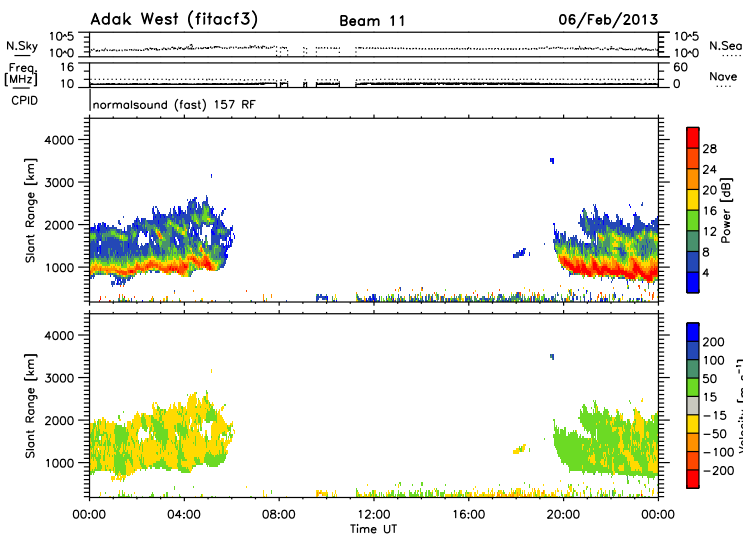 Adak West (fitacf3) Beam 11 06/Feb/2013
N.Sky 10^5 10^0 10^5 10^0 N.Sea
Freq [MHz] 16 10 60 0 Nave
CPID normalsound (fast) 157 RF
Slant Range [km] 4000 3000 2000 1000
28 24 20 16 12 8 4 Power [dB]
Slant Range [km] 4000 3000 2000 1000
200 100 50 15 -15 -50 -100 -200 Velocity [m s⁻¹]
00:00 04:00 08:00 12:00 16:00 20:00 00:00
Time UT